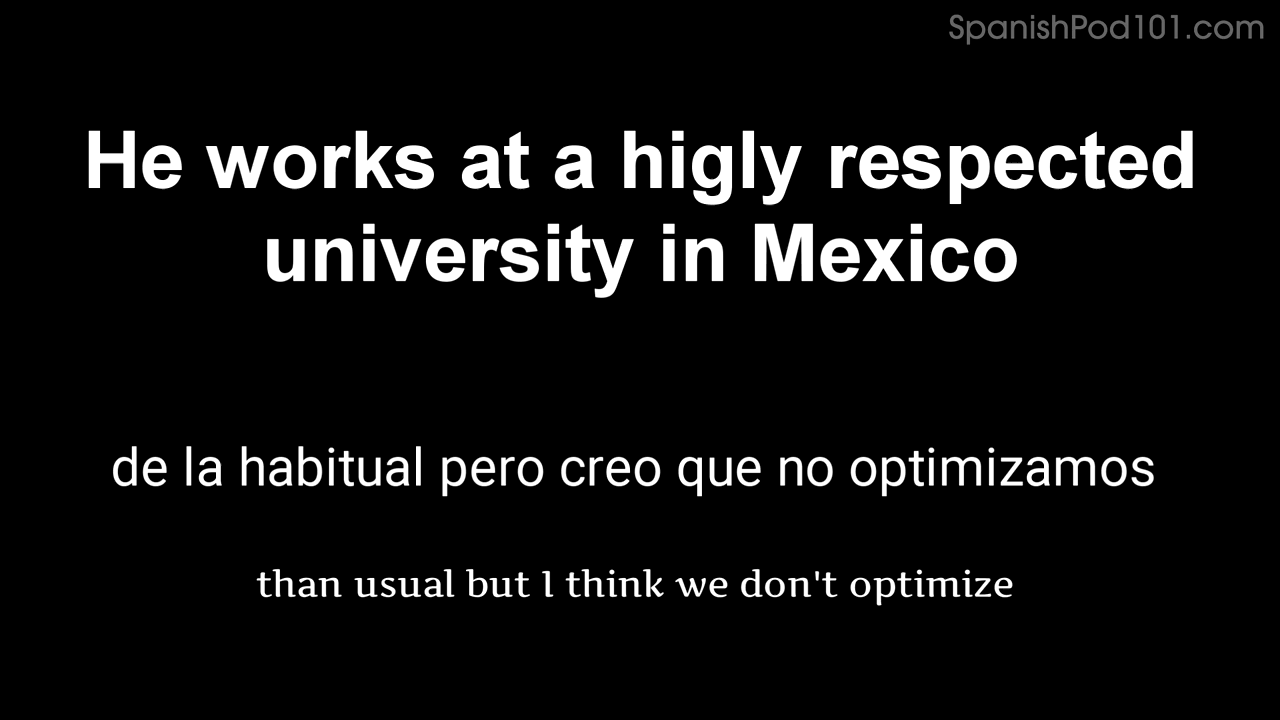 SpanishPod101.com
He works at a higly respected
university in Mexico
de la habitual pero creo que no optimizamos
than usual but I think we don't optimize